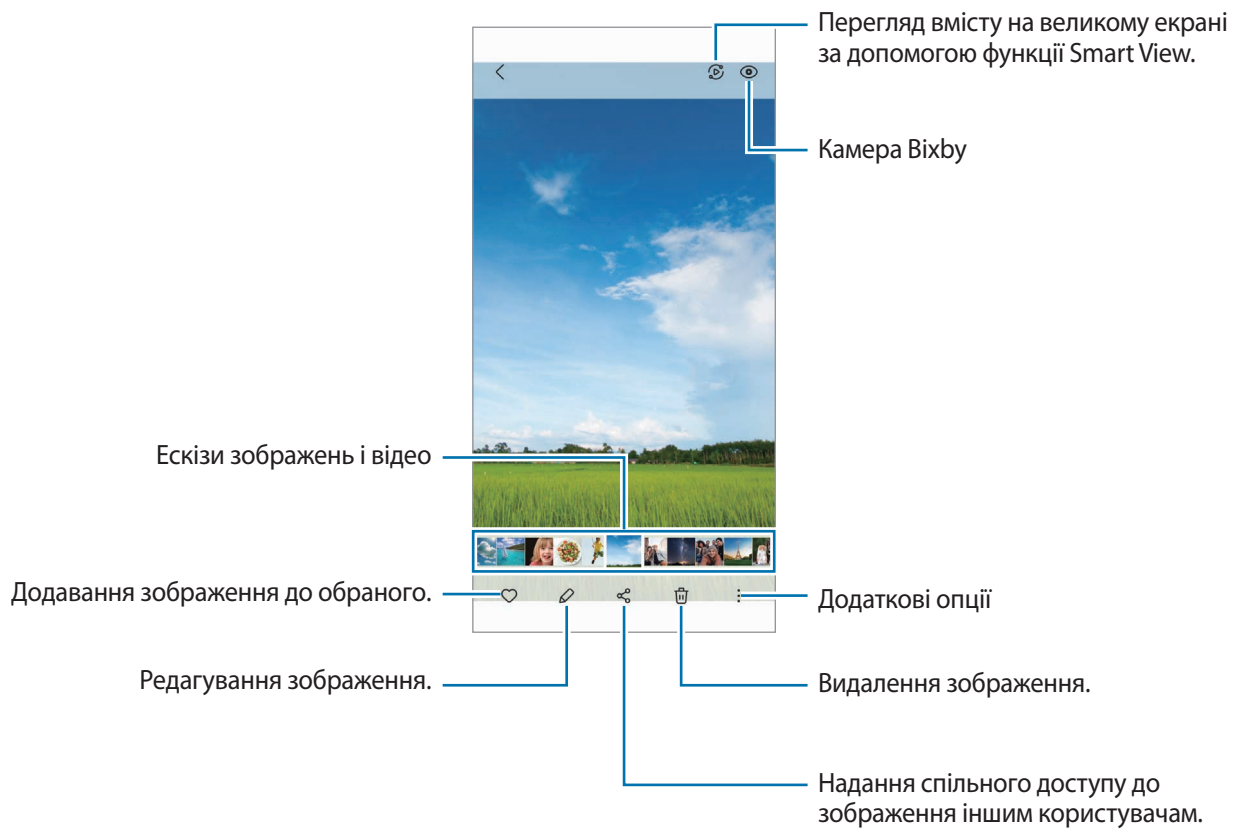 Перегляд вмісту на великому екрані
за допомогою функції Smart View.
Камера Bixby
Ескізи зображень і відео
Додавання зображення до обраного.
Додаткові опції
Редагування зображення.
Видалення зображення.
Надання спільного доступу до
зображення іншим користувачам.